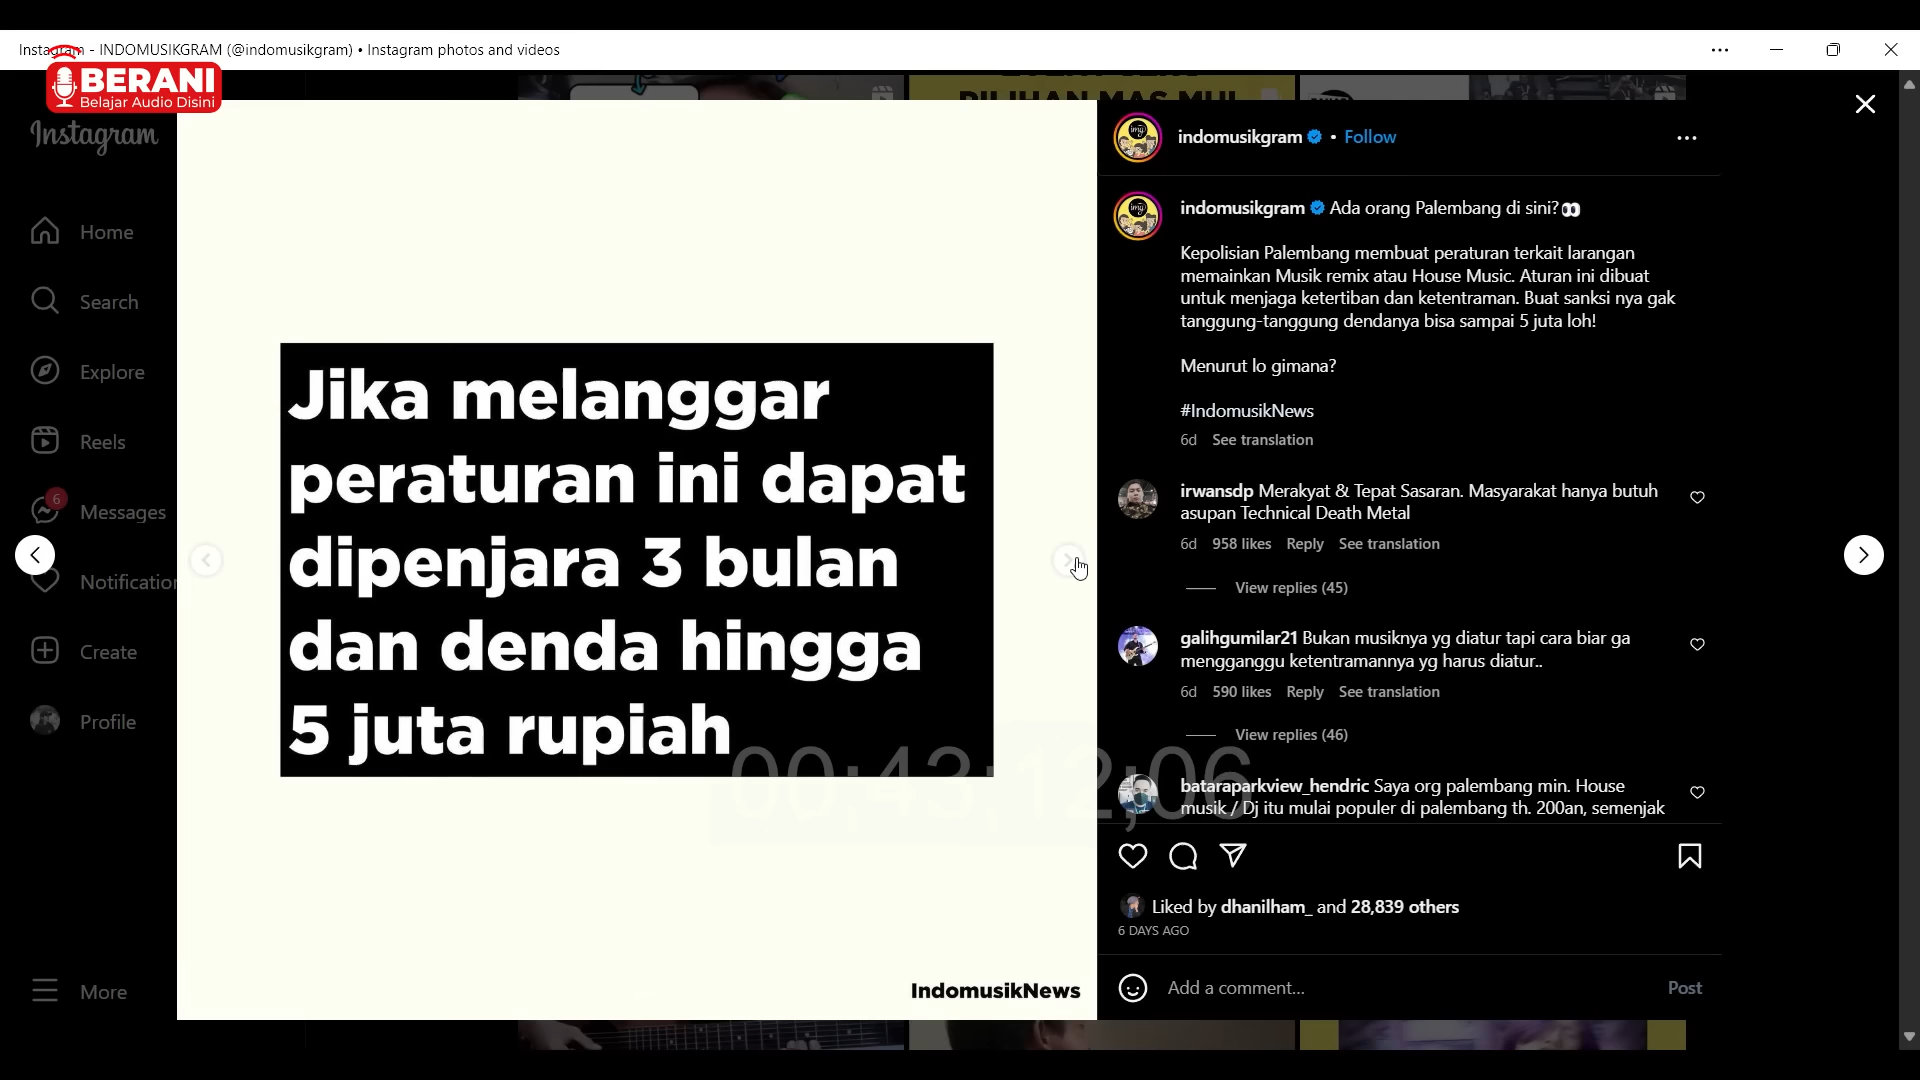 Instagram - INDOMUSIKGRAM (@indomusikgram) • Instagram photos and videos
BERANI
Belajar Audio Disini
Instagram
Home
Search
Explore
Reels
6
Messages
Notification
Create
Profile
More
Jika melanggar
peraturan ini dapat
dipenjara 3 bulan
dan denda hingga
5 juta rupiah
00;43;12;06
IndomusikNews
indomusikgram • Follow
indomusikgram Ada orang Palembang di sini?👀
Kepolisian Palembang membuat peraturan terkait larangan
memainkan Musik remix atau House Music. Aturan ini dibuat
untuk menjaga ketertiban dan ketentraman. Buat sanksi nya gak
tanggung-tanggung dendanya bisa sampai 5 juta loh!
Menurut lo gimana?
#IndomusikNews
6d See translation
irwansdp Merakyat & Tepat Sasaran. Masyarakat hanya butuh
asupan Technical Death Metal
6d 958 likes Reply See translation
View replies (45)
galihgumilar21 Bukan musiknya yg diatur tapi cara biar ga
mengganggu ketentramannya yg harus diatur..
6d 590 likes Reply See translation
View replies (46)
bataraparkview_hendric Saya org palembang min. House
musik / Dj itu mulai populer di palembang th. 200an, semenjak
Liked by dhanilham_ and 28,839 others
6 DAYS AGO
Add a comment...
Post